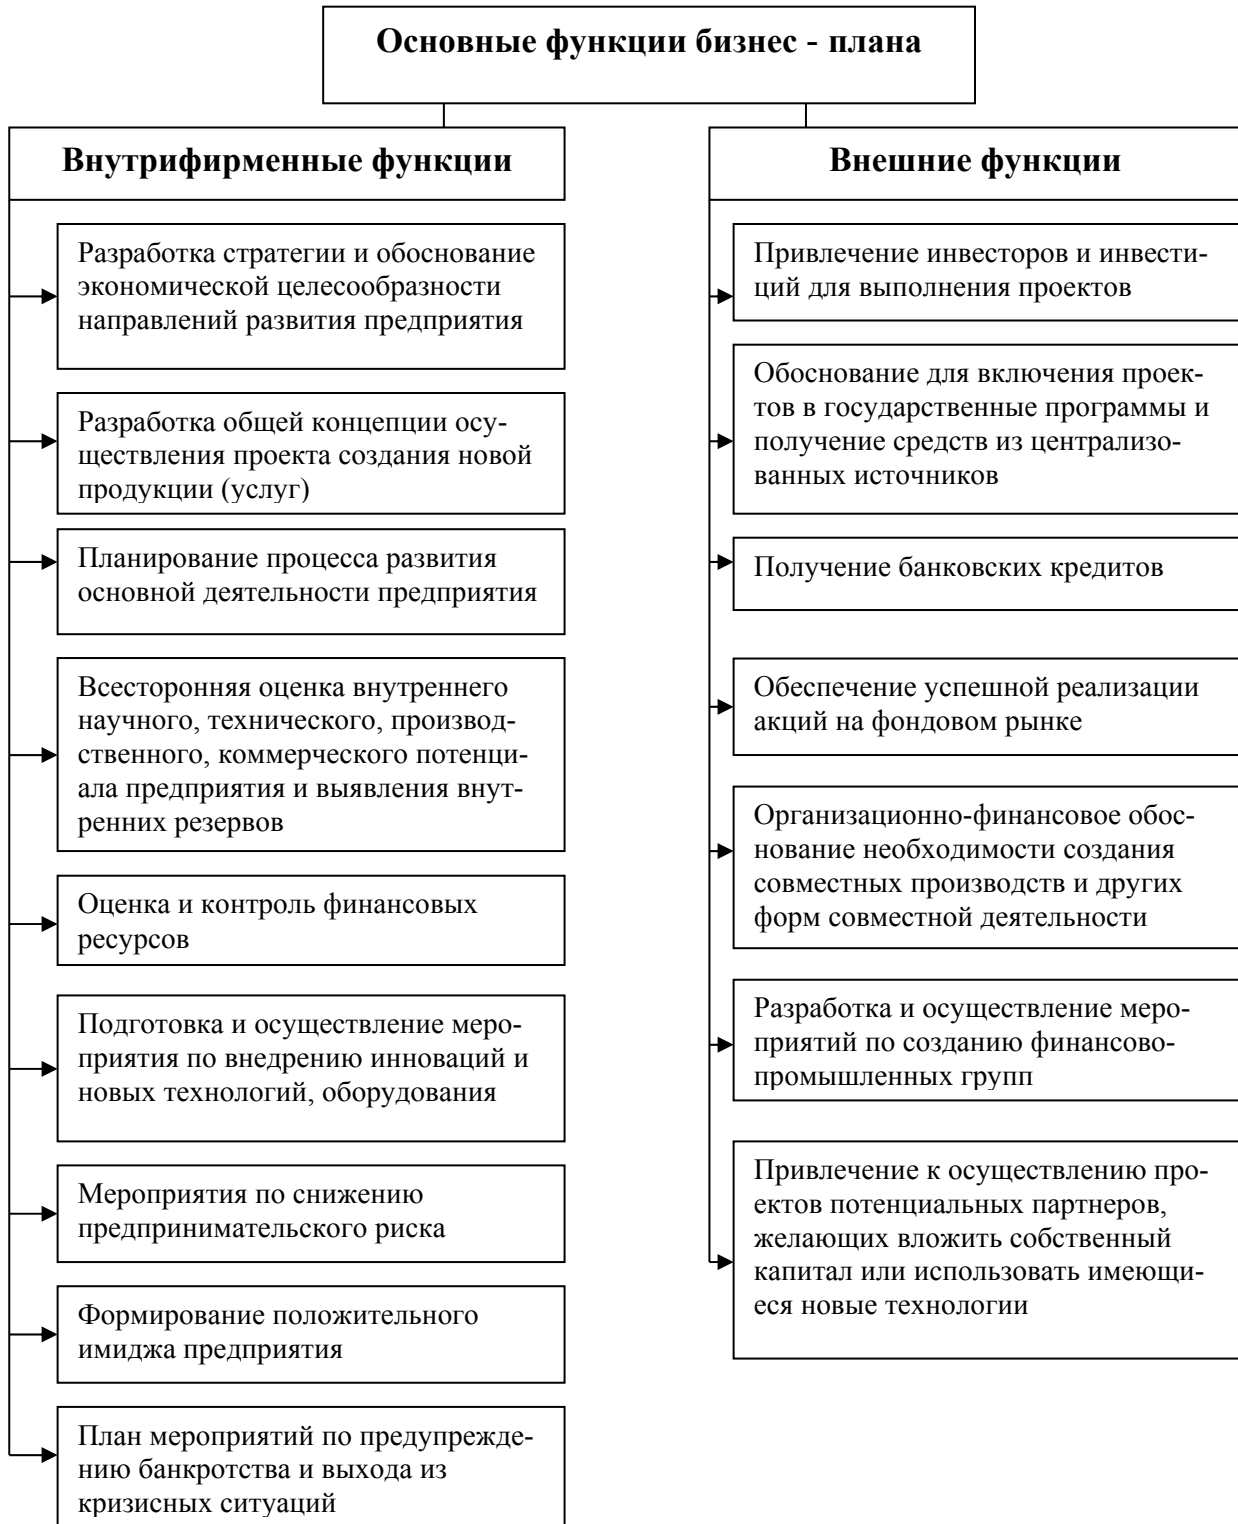 Основные функции бизнес - плана
Внутрифирменные функции
Разработка стратегии и обоснование
экономической целесообразности
направлений развития предприятия
Разработка общей концепции осу-
ществления проекта создания новой
продукции (услуг)
Планирование процесса развития
основной деятельности предприятия
Всесторонняя оценка внутреннего
научного, технического, производ-
ственного, коммерческого потенци-
ала предприятия и выявления внут-
ренних резервов
Оценка и контроль финансовых
ресурсов
Подготовка и осуществление меро-
приятия по внедрению инноваций и
новых технологий, оборудования
Мероприятия по снижению
предпринимательского риска
Формирование положительного
имиджа предприятия
План мероприятий по предупрежде-
нию банкротства и выхода из
кризисных ситуаций
Внешние функции
Привлечение инвесторов и инвести-
ций для выполнения проектов
Обоснование для включения проек-
тов в государственные программы и
получение средств из централизо-
ванных источников
Получение банковских кредитов
Обеспечение успешной реализации
акций на фондовом рынке
Организационно-финансовое обос-
нование необходимости создания
совместных производств и других
форм совместной деятельности
Разработка и осуществление меро-
приятий по созданию финансово-
промышленных групп
Привлечение к осуществлению про-
ектов потенциальных партнеров,
желающих вложить собственный
капитал или использовать имеющи-
еся новые технологии